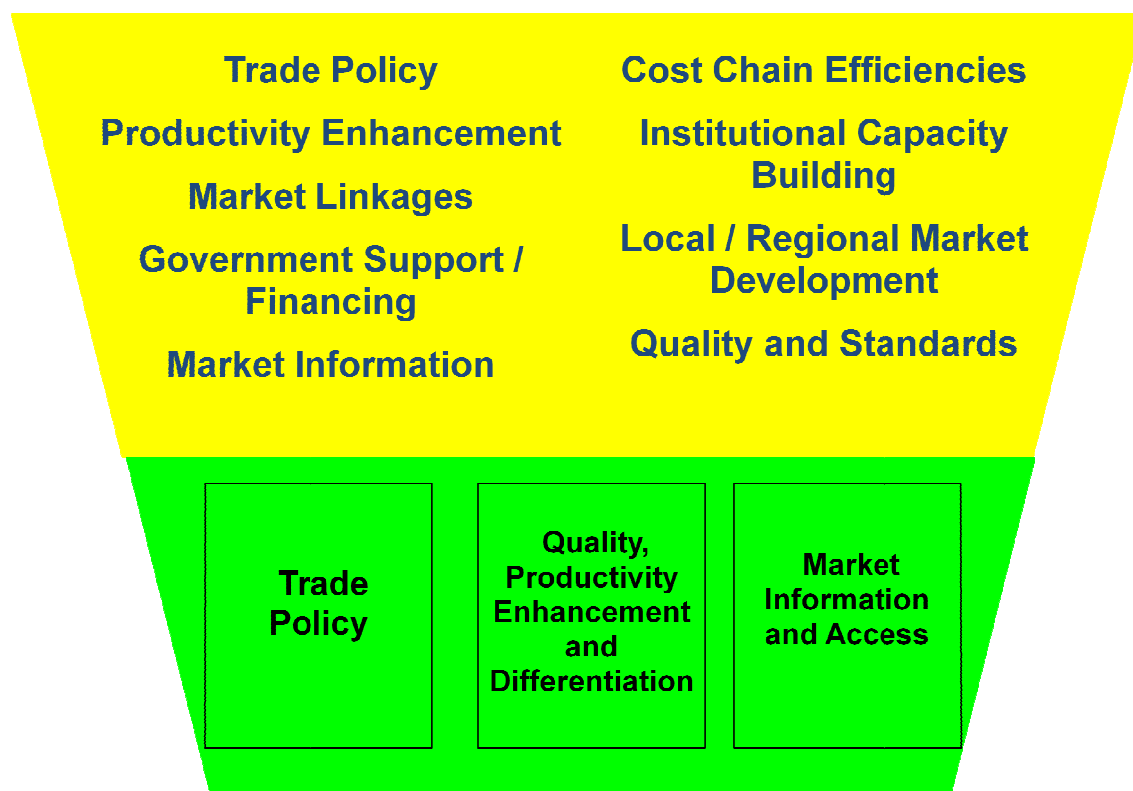 Trade Policy
Productivity Enhancement
Market Linkages
Government Support /
Financing
Market Information
Cost Chain Efficiencies
Institutional Capacity
Building
Local / Regional Market
Development
Quality and Standards
Trade
Policy
Quality,
Productivity
Enhancement
and
Differentiation
Market
Information
and Access